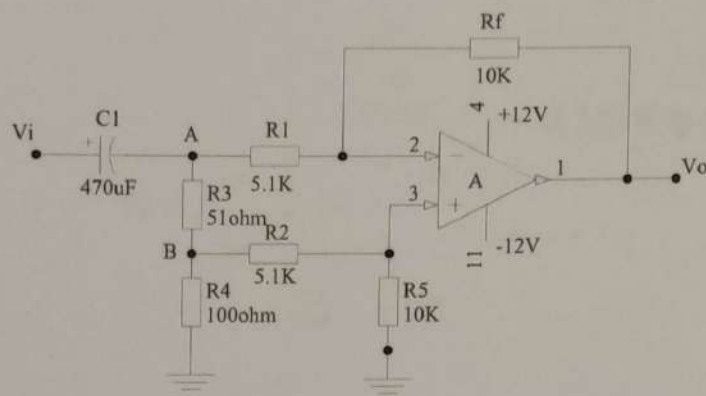 Rf
10K
C1
Vi
A
R1
4
+12V
2
1
Vo
470uF
5.1K
R3
51ohm
3
A
R2
B
5.1K
11
-12V
R4
100ohm
R5
10K